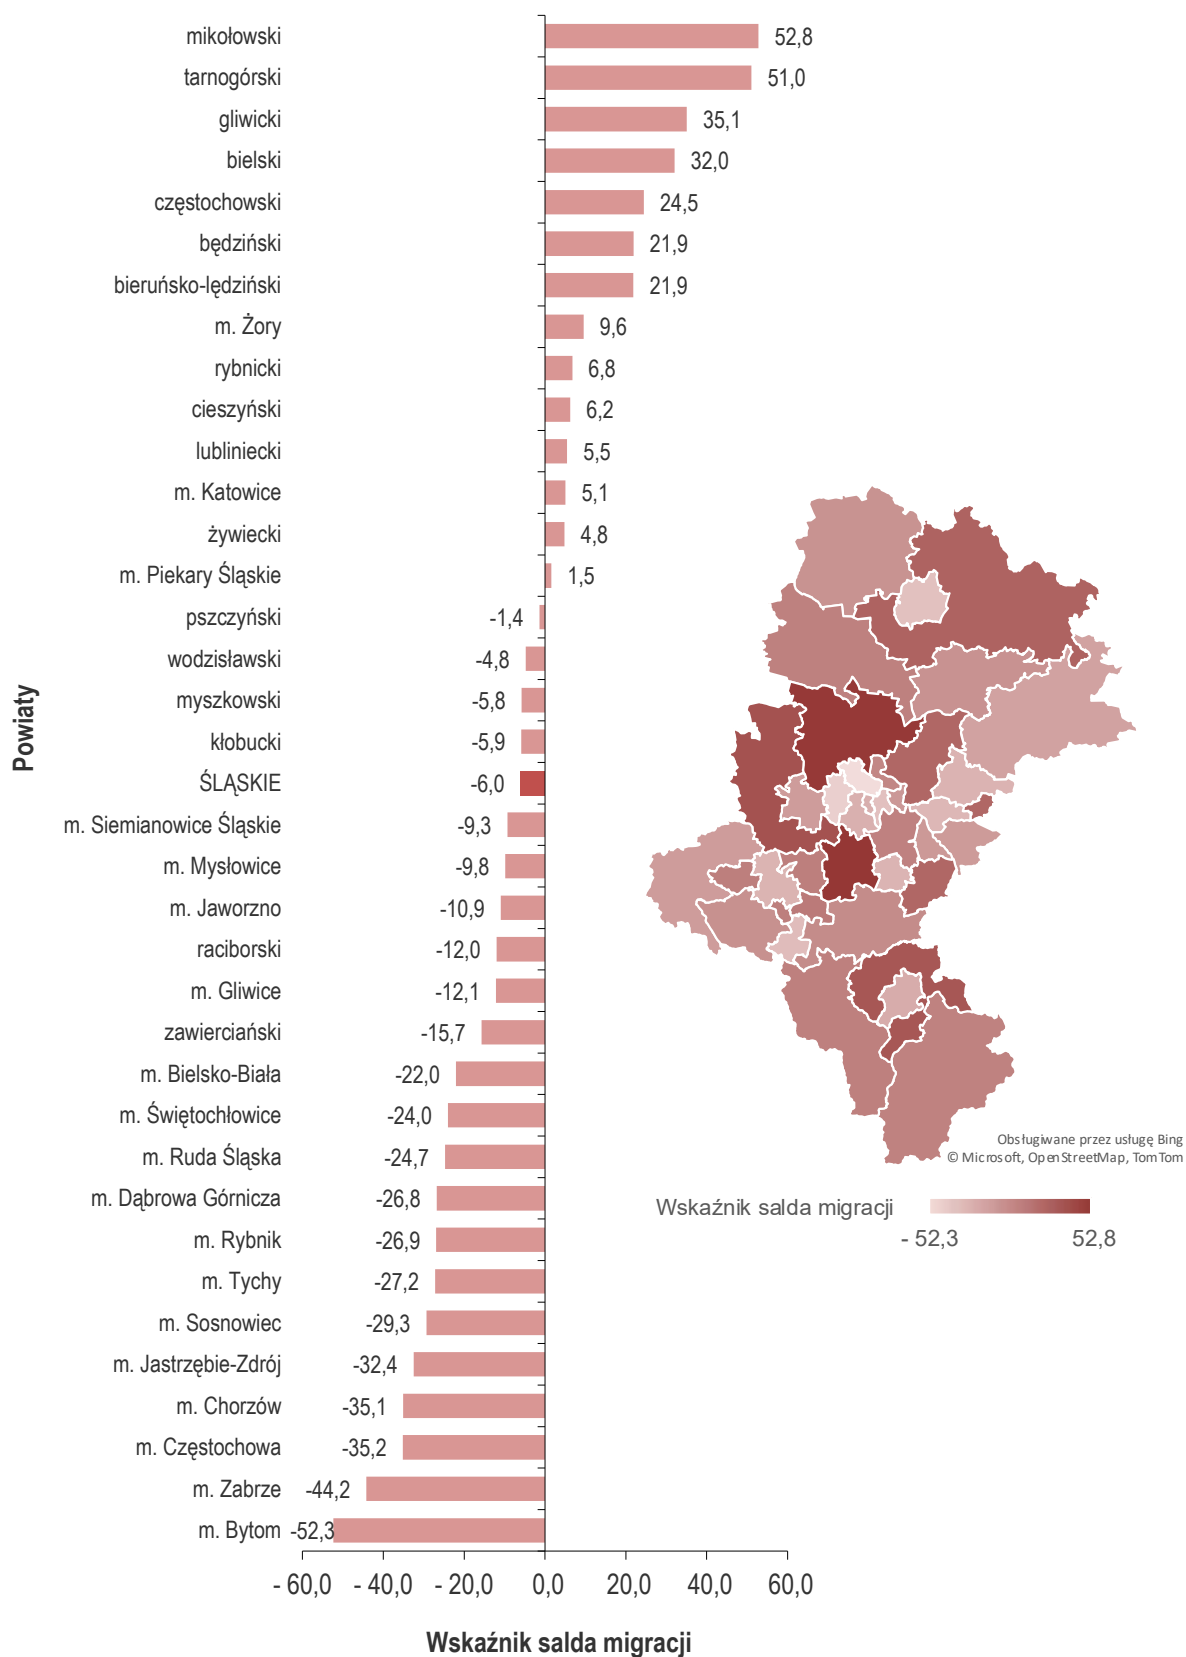 mikołowski 52,8
tarnogórski 51,0
gliwicki 35,1
bielski 32,0
częstochowski 24,5
będziński 21,9
bieruńsko-lędziński 21,9
m. Żory 9,6
rybnicki 6,8
cieszyński 6,2
lubliniecki 5,5
m. Katowice 5,1
żywiecki 4,8
m. Piekary Śląskie 1,5
pszczyński -1,4
wodzisławski -4,8
myszkowski -5,8
kłobucki -5,9
ŚLĄSKIE -6,0
m. Siemianowice Śląskie -9,3
m. Mysłowice -9,8
m. Jaworzno -10,9
raciborski -12,0
m. Gliwice -12,1
zawierciański -15,7
m. Bielsko-Biała -22,0
m. Świętochłowice -24,0
m. Ruda Śląska -24,7
m. Dąbrowa Górnicza -26,8
m. Rybnik -26,9
m. Tychy -27,2
m. Sosnowiec -29,3
m. Jastrzębie-Zdrój -32,4
m. Chorzów -35,1
m. Częstochowa -35,2
m. Zabrze -44,2
m. Bytom -52,3
- 60,0 - 40,0 - 20,0 0,0 20,0 40,0 60,0
Wskaźnik salda migracji
Powiaty
Obsługiwane przez usługę Bing
© Microsoft, OpenStreetMap, TomTom
Wskaźnik salda migracji
- 52,3 52,8